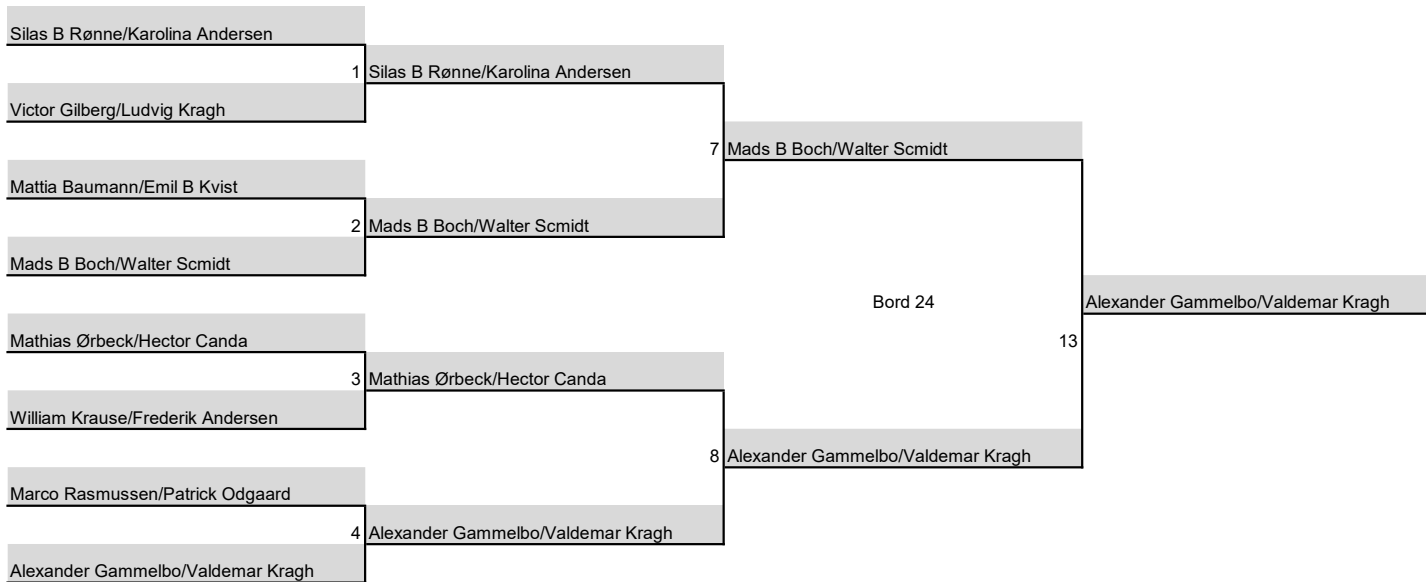 Silas B Rønne/Karolina Andersen
1 Silas B Rønne/Karolina Andersen
Victor Gilberg/Ludvig Kragh
7 Mads B Boch/Walter Scmidt
Mattia Baumann/Emil B Kvist
2 Mads B Boch/Walter Scmidt
Mads B Boch/Walter Scmidt
Bord 24 Alexander Gammelbo/Valdemar Kragh
Mathias Ørbeck/Hector Canda 13
3 Mathias Ørbeck/Hector Canda
William Krause/Frederik Andersen
8 Alexander Gammelbo/Valdemar Kragh
Marco Rasmussen/Patrick Odgaard
4 Alexander Gammelbo/Valdemar Kragh
Alexander Gammelbo/Valdemar Kragh